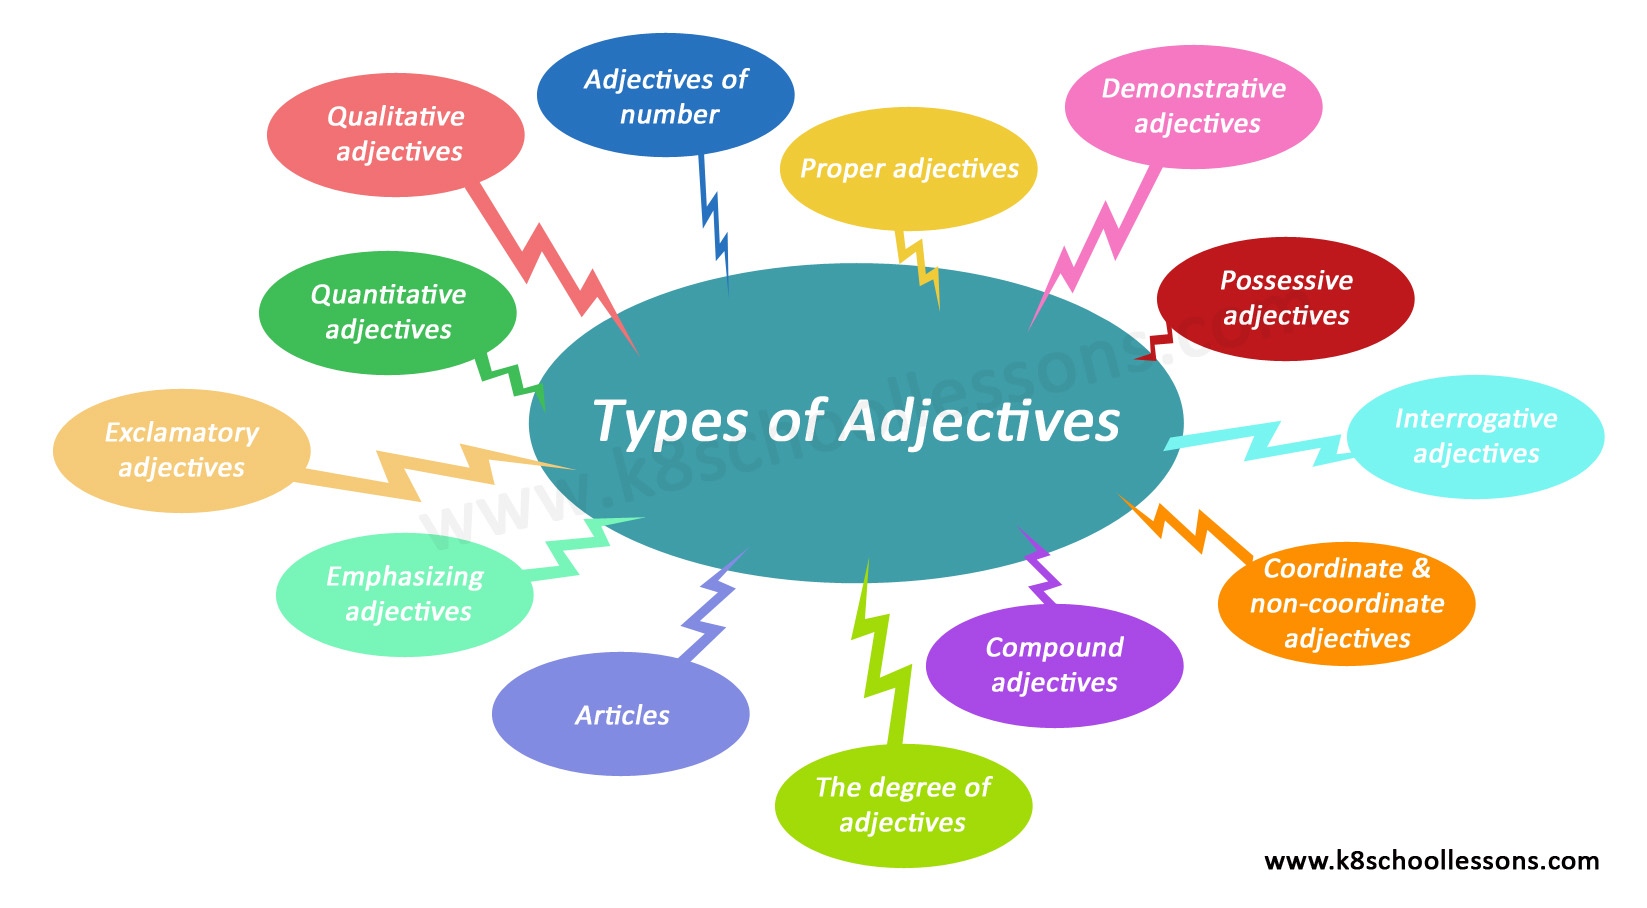 Adjectives of
number
Qualitative
adjectives
Proper adjectives
Demonstrative
adjectives
Quantitative
adjectives
Possessive
adjectives
Exclamatory
adjectives
Types of Adjectives
Interrogative
adjectives
www.k8schoollessons.com
Emphasizing
adjectives
Coordinate &
non-coordinate
adjectives
Articles
Compound
adjectives
The degree of
adjectives
www.k8schoollessons.com